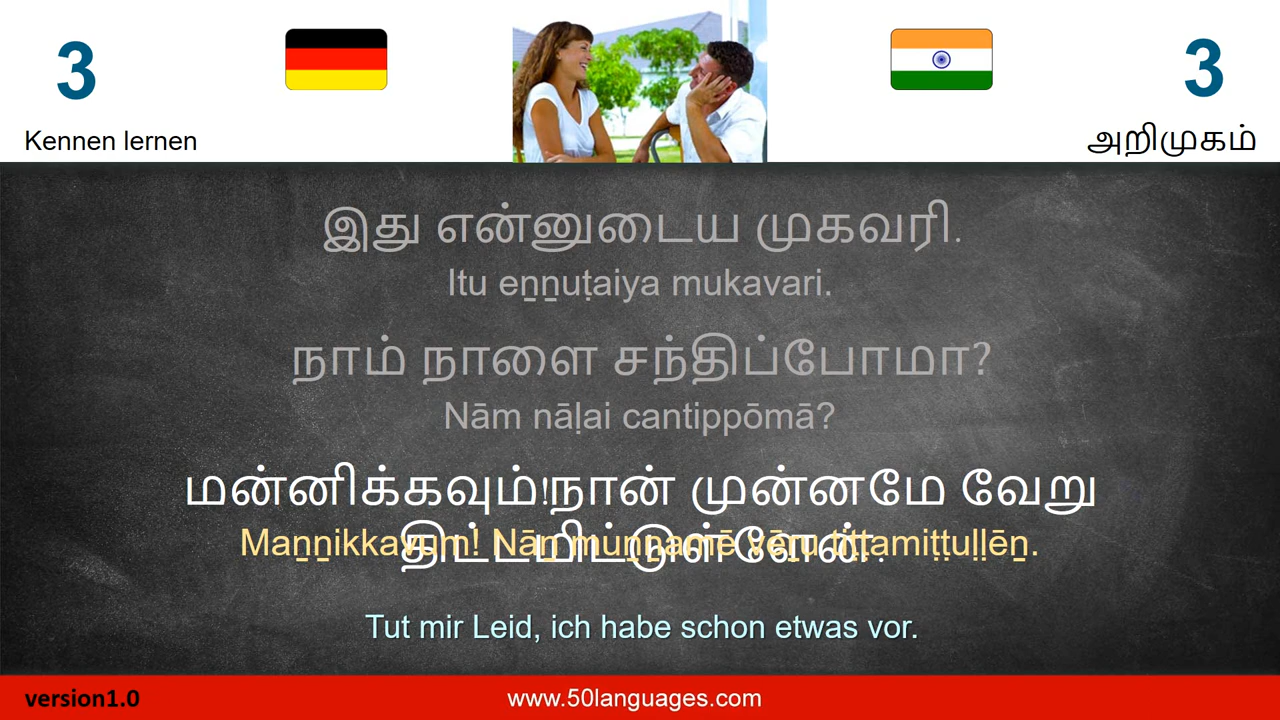 3
3
Kennen lernen
அறிமுகம்
இது என்னுடைய முகவரி.
Itu eṉṉuṭaiya mukavari.
நாம் நாளை சந்திப்போமா?
Nām nāḷai cantippōmā?
மன்னிக்கவும்!நான் முன்னமே வேறு
திட்டமிட்டுள்ளேன்.
Maṉṉikkavum! Nāṉ muṉṉamē vēṟu tiṭṭamiṭṭuḷḷēṉ.
Tut mir Leid, ich habe schon etwas vor.
version1.0
www.50languages.com